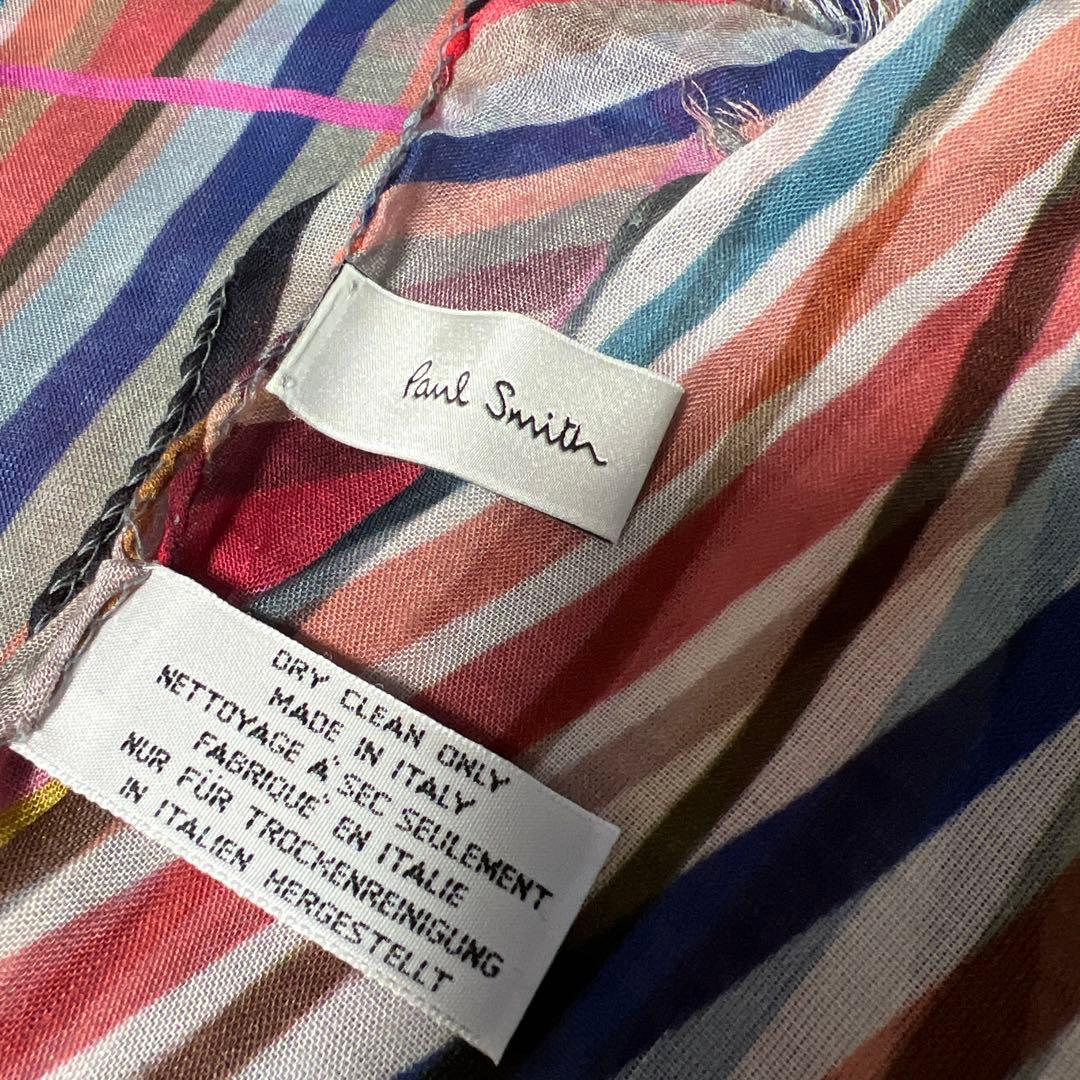 Paul Smith
DRY CLEAN ONLY
MADE IN ITALY
NETTOYAGE A' SEC SEULEMENT
FABRIQUE' EN ITALIE
NUR FÜR TROCKENREINIGUNG
IN ITALIEN HERGESTELLT